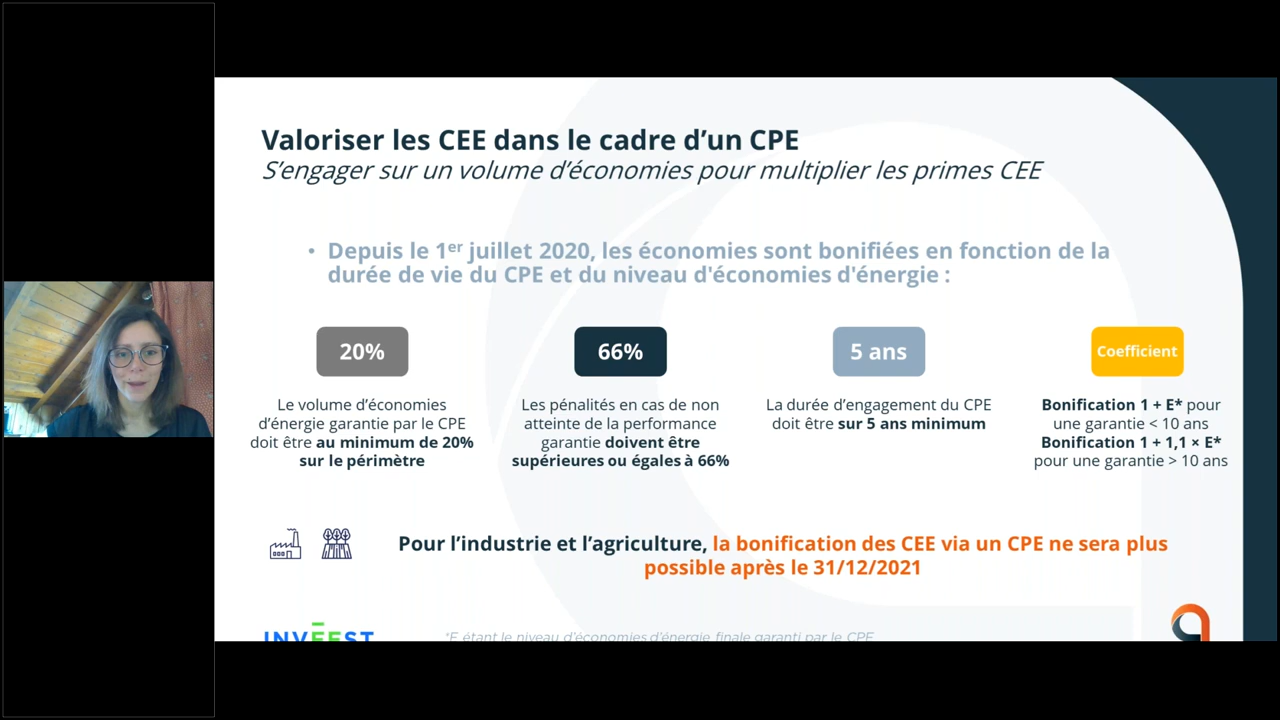 Valoriser les CEE dans le cadre d’un CPE
S’engager sur un volume d’économies pour multiplier les primes CEE
• Depuis le 1er juillet 2020, les économies sont bonifiées en fonction de la
durée de vie du CPE et du niveau d'économies d'énergie :
20%
Le volume d’économies
d’énergie garantie par le CPE
doit être au minimum de 20%
sur le périmètre
66%
Les pénalités en cas de non
atteinte de la performance
garantie doivent être
supérieures ou égales à 66%
5 ans
La durée d’engagement du CPE
doit être sur 5 ans minimum
Coefficient
Bonification 1 + E* pour
une garantie < 10 ans
Bonification 1 + 1,1 × E*
pour une garantie > 10 ans
Pour l’industrie et l’agriculture, la bonification des CEE via un CPE ne sera plus
possible après le 31/12/2021
INVEEST
*E étant le niveau d’économies d’énergie finale garanti par le CPE